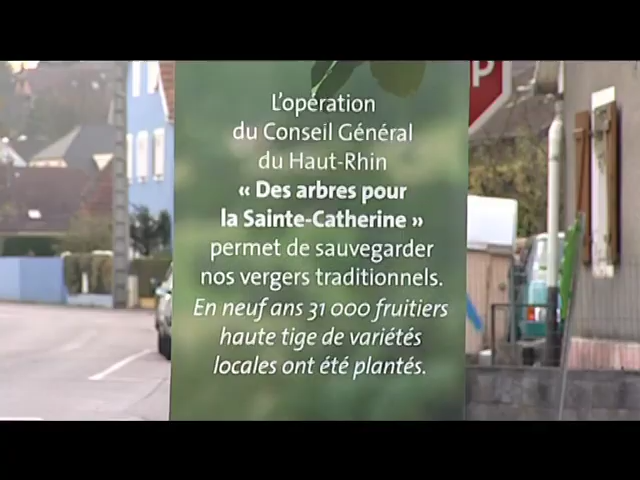 L'opération
du Conseil Général
du Haut-Rhin
« Des arbres pour
la Sainte-Catherine »
permet de sauvegarder
nos vergers traditionnels.
En neuf ans 31 000 fruitiers
haute tige de variétés
locales ont été plantés.
P